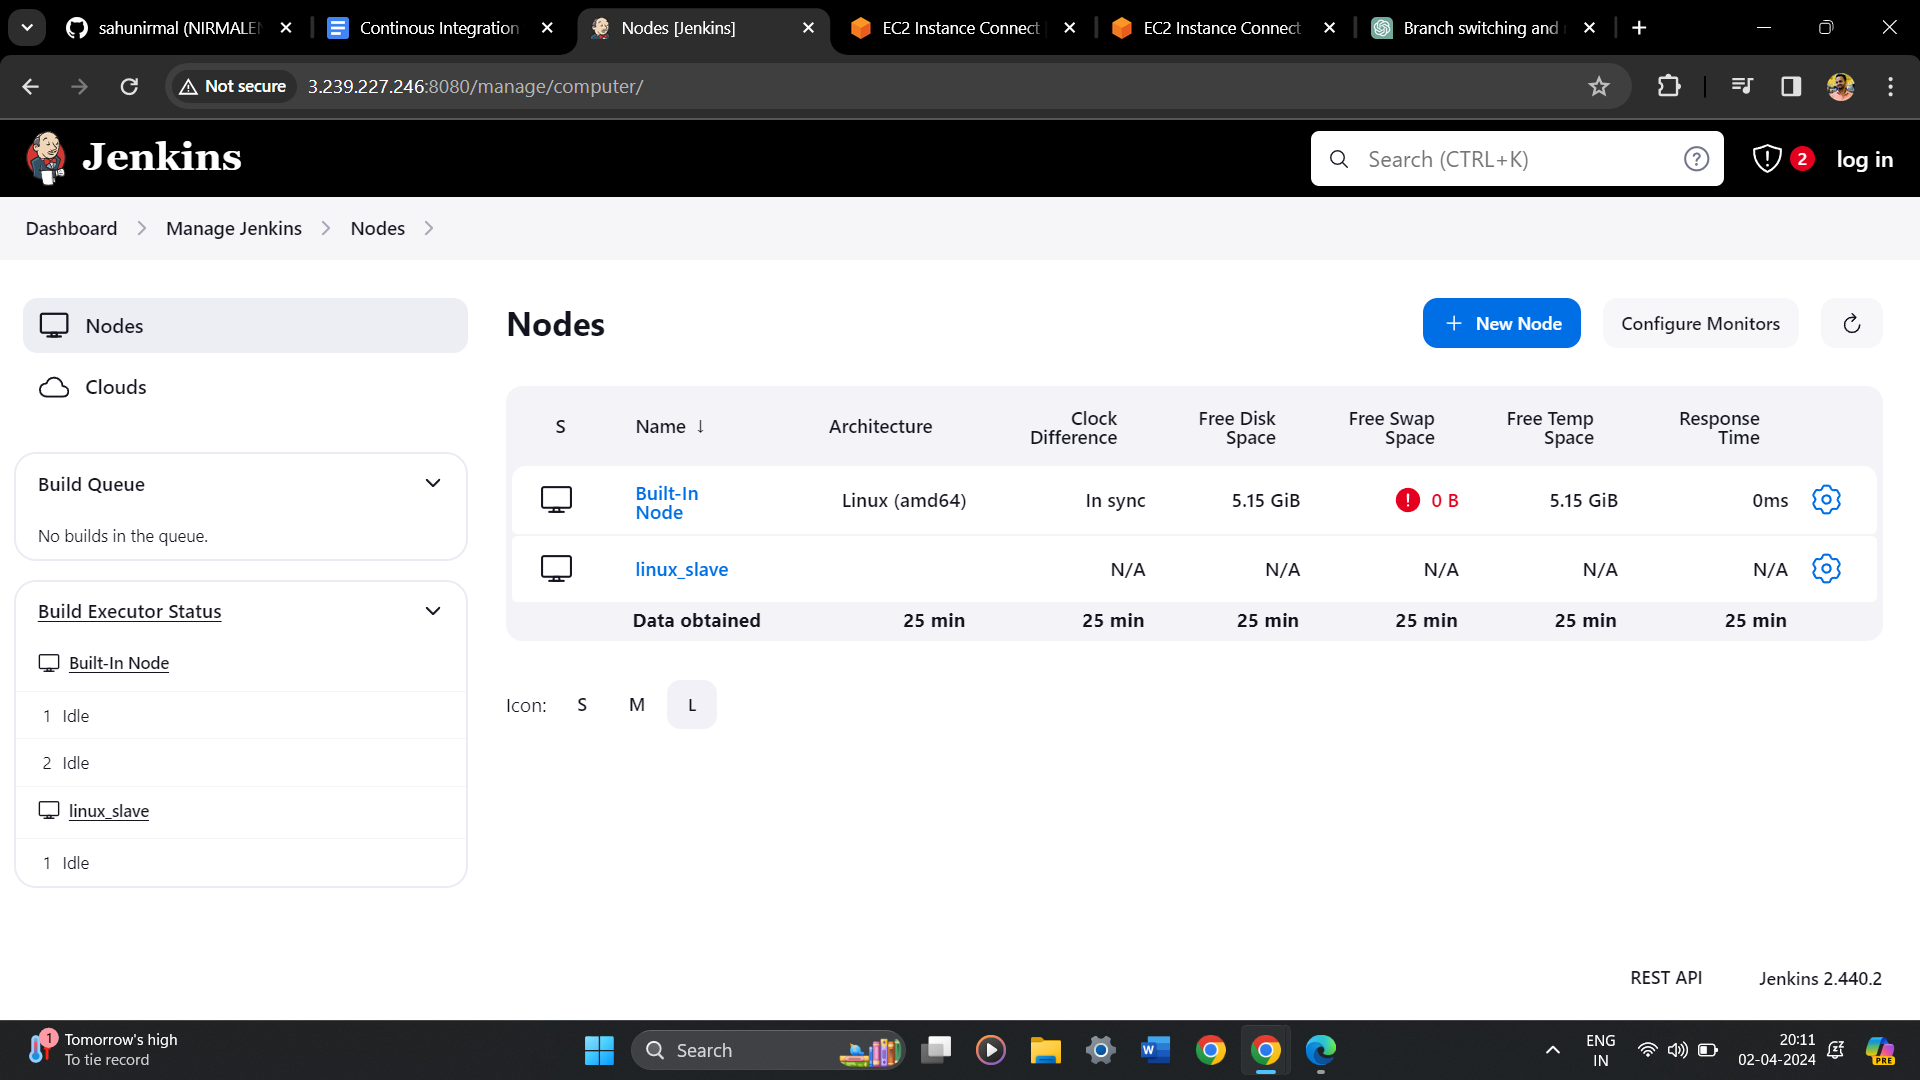 sahunirmal (NIRMALEN
Continous Integration
Nodes [Jenkins]
EC2 Instance Connect
EC2 Instance Connect
Branch switching and
Not secure
3.239.227.246:8080/manage/computer/
Jenkins
Search (CTRL+K)
?
2
log in
Dashboard
Manage Jenkins
Nodes
Nodes
Clouds
Build Queue
No builds in the queue.
Build Executor Status
Built-In Node
1 Idle
2 Idle
linux_slave
1 Idle
Nodes
+ New Node
Configure Monitors
S Name ↓ Architecture Clock Difference Free Disk Space Free Swap Space Free Temp Space Response Time
Built-In Node Linux (amd64) In sync 5.15 GiB 0 B 5.15 GiB 0ms
linux_slave N/A N/A N/A N/A N/A
Data obtained 25 min 25 min 25 min 25 min 25 min 25 min
Icon: S M L
REST API
Jenkins 2.440.2
1
Tomorrow's high
To tie record
Search
W
ENG
IN
20:11
02-04-2024
PRE